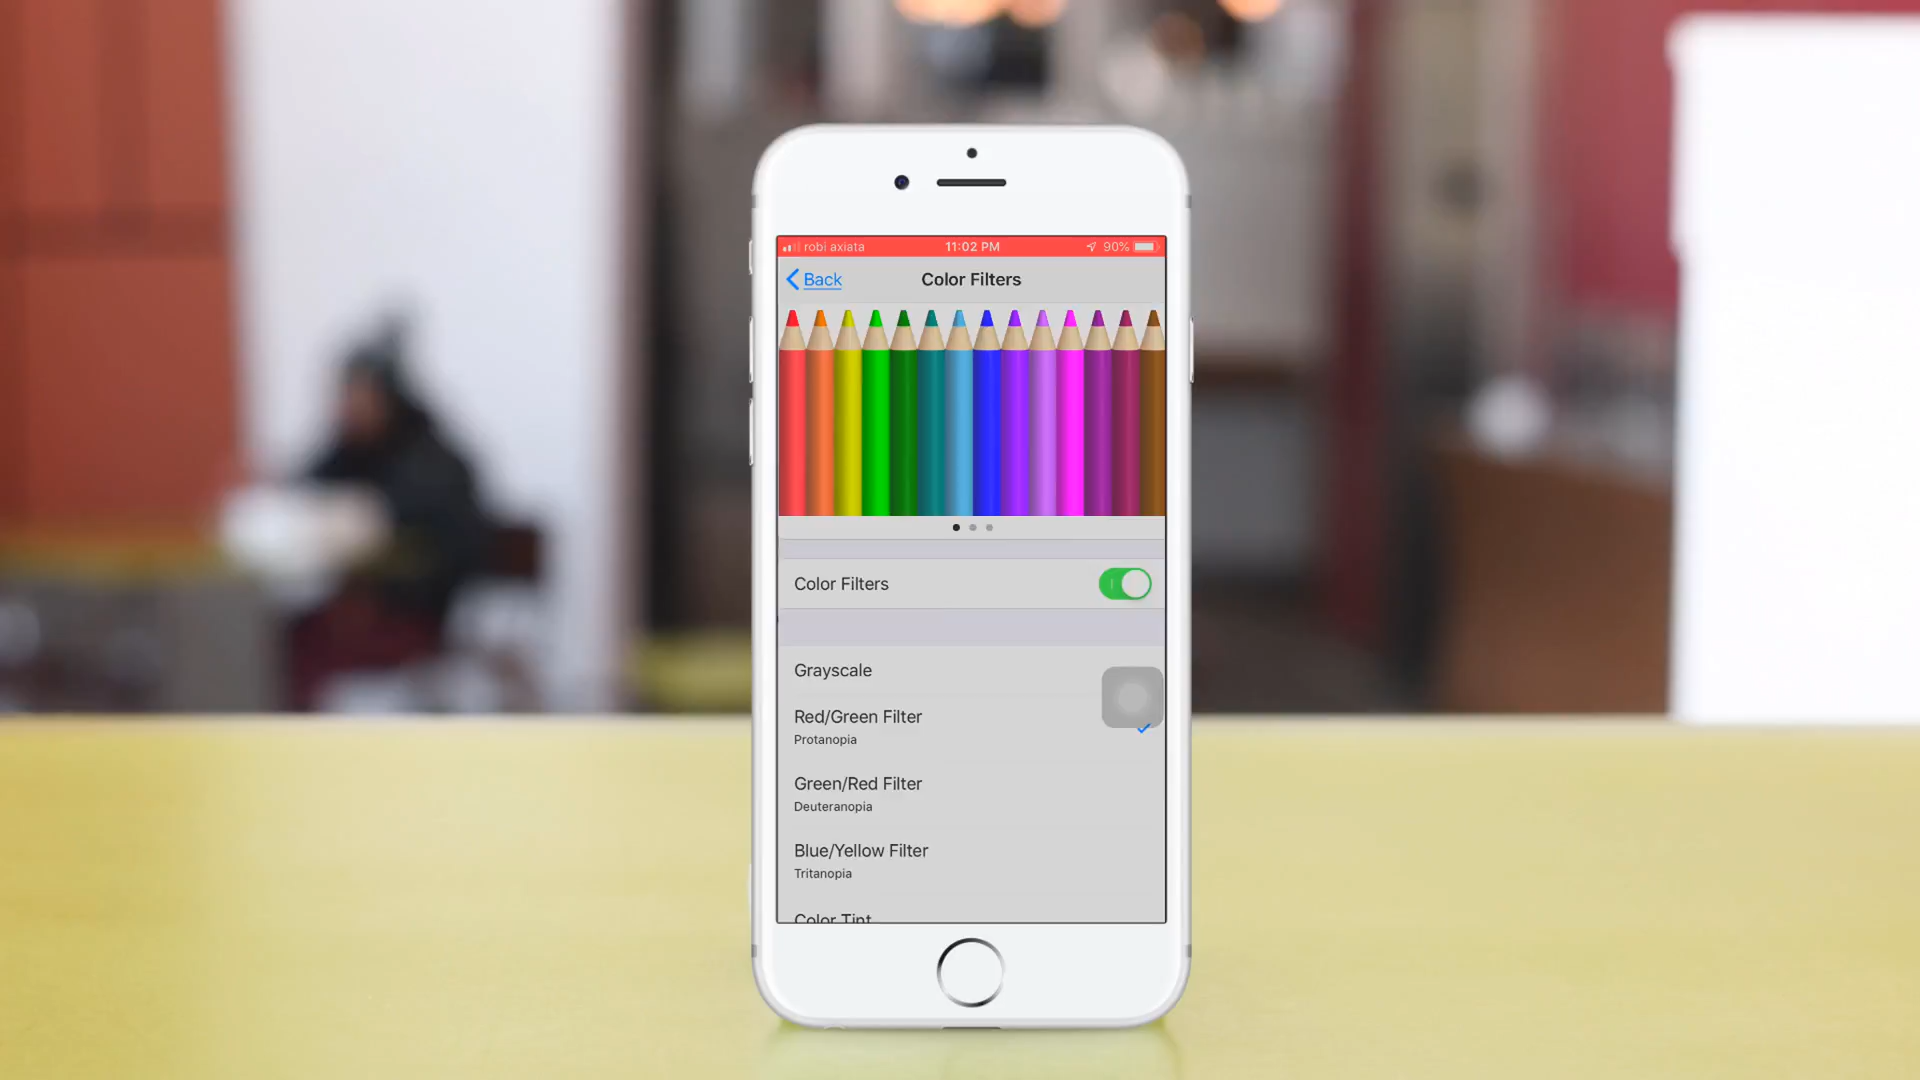 robi axiata 11:02 PM 90%
Back Color Filters
Color Filters
Grayscale
Red/Green Filter
Protanopia
Green/Red Filter
Deuteranopia
Blue/Yellow Filter
Tritanopia
Color Tint